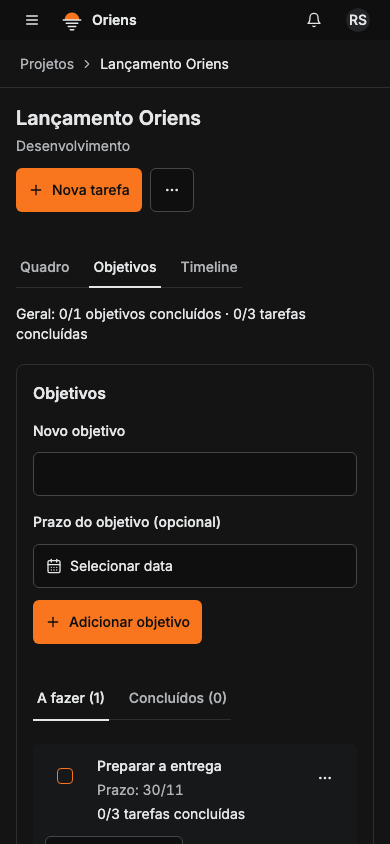 Oriens
RS
Projetos > Lançamento Oriens
Lançamento Oriens
Desenvolvimento
+ Nova tarefa
...
Quadro Objetivos Timeline
Geral: 0/1 objetivos concluídos · 0/3 tarefas
concluídas
Objetivos
Novo objetivo
Prazo do objetivo (opcional)
Selecionar data
+ Adicionar objetivo
A fazer (1) Concluídos (0)
Preparar a entrega
...
Prazo: 30/11
0/3 tarefas concluídas